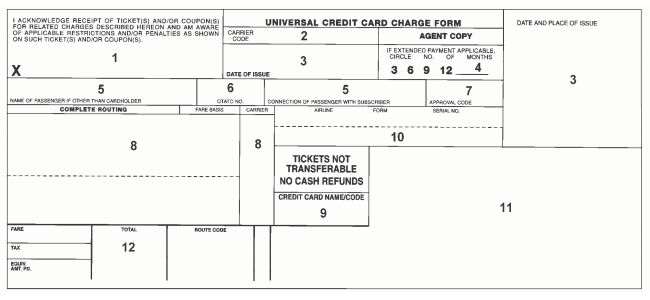 I ACKNOWLEDGE RECEIPT OF TICKET(S) AND/OR COUPON(S)
FOR RELATED CHARGES DESCRIBED HEREON AND AM AWARE
OF APPLICABLE RESTRICTIONS AND/OR PENALTIES AS SHOWN
ON SUCH TICKET(S) AND/OR COUPON(S).
1
X
UNIVERSAL CREDIT CARD CHARGE FORM
CARRIER
CODE
2
AGENT COPY
3
DATE OF ISSUE
IF EXTENDED PAYMENT APPLICABLE,
CIRCLE NO. OF MONTHS
3 6 9 12 4
DATE AND PLACE OF ISSUE
3
5
NAME OF PASSENGER IF OTHER THAN CARDHOLDER
6
OTATO NO.
5
CONNECTION OF PASSENGER WITH SUBSCRIBER
7
APPROVAL CODE
COMPLETE ROUTING
FARE BASIS
CARRIER
AIRLINE
FORM
SERIAL NO.
8
8
10
TICKETS NOT
TRANSFERABLE
NO CASH REFUNDS
CREDIT CARD NAME/CODE
9
11
FARE
TOTAL
ROUTE CODE
TAX
12
EQUIV.
AMT. PD.